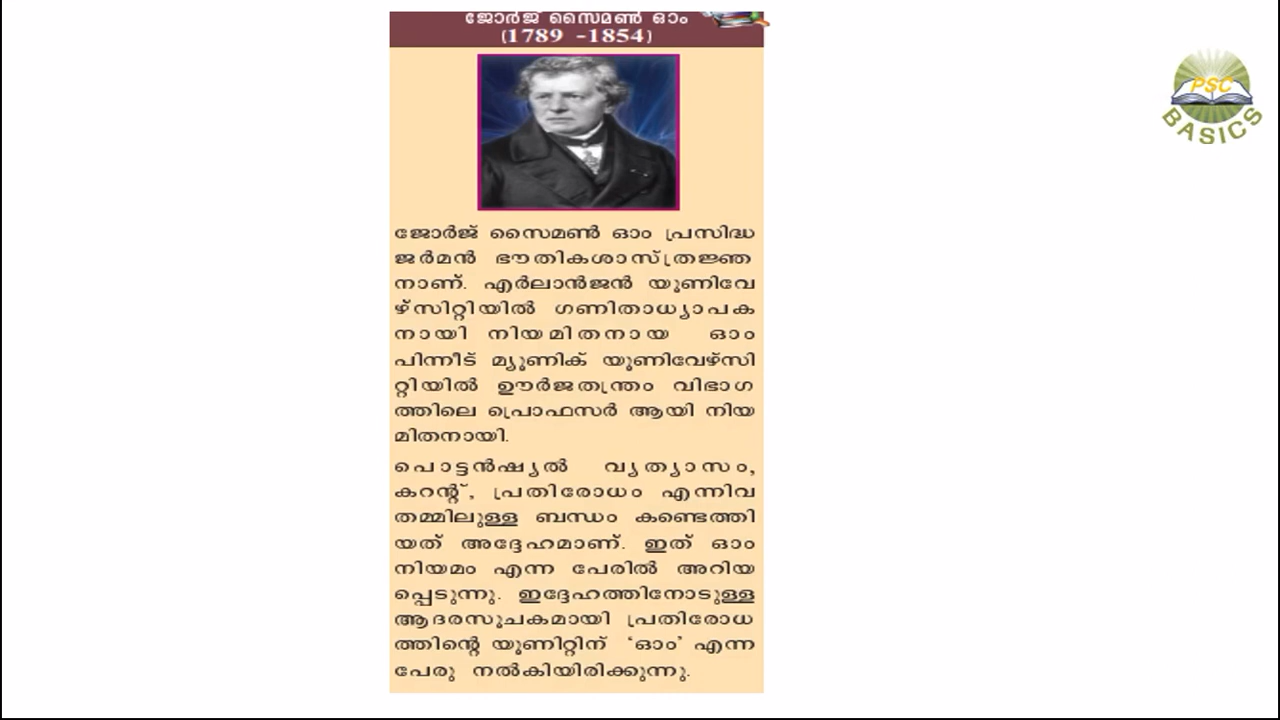 ജോർജ് സൈമൺ ഓം
(1789 -1854)
PSC
BASICS
ജോർജ് സൈമൺ ഓം പ്രസിദ്ധ
ജർമൻ ഭൗതികശാസ്ത്രജ്ഞ
നാണ്. എർലാൻജൻ യൂണിവേ
ഴ്സിറ്റിയിൽ ഗണിതാധ്യാപക
നായി നിയമിതനായ ഓം
പിന്നീട് മ്യൂണിക് യൂണിവേഴ്സി
റ്റിയിൽ ഊർജതന്ത്രം വിഭാഗ
ത്തിലെ പ്രൊഫസർ ആയി നിയ
മിതനായി.
പൊട്ടൻഷ്യൽ വ്യത്യാസം,
കറന്റ്, പ്രതിരോധം എന്നിവ
തമ്മിലുള്ള ബന്ധം കണ്ടെത്തി
യത് അദ്ദേഹമാണ്. ഇത് ഓം
നിയമം എന്ന പേരിൽ അറിയ
പ്പെടുന്നു. ഇദ്ദേഹത്തിനോടുള്ള
ആദരസൂചകമായി പ്രതിരോധ
ത്തിന്റെ യൂണിറ്റിന് ‘ഓം’ എന്ന
പേരു നൽകിയിരിക്കുന്നു.